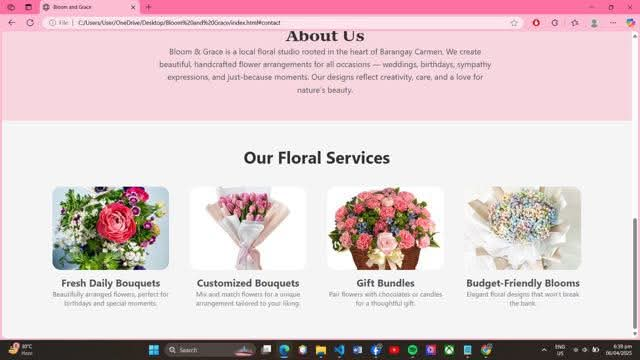 Bloom and Grace
File
C:/Users/User/OneDrive/Desktop/Bloom%20and%20Grace/index.html#contact
About Us
Bloom & Grace is a local floral studio rooted in the heart of Barangay Carmen. We create
beautiful, handcrafted flower arrangements for all occasions — weddings, birthdays, sympathy
expressions, and just-because moments. Our designs reflect creativity, care, and a love for
nature's beauty.
Our Floral Services
Fresh Daily Bouquets
Beautifully arranged flowers, perfect for
birthdays and special moments.
Customized Bouquets
Mix and match flowers for a unique
arrangement tailored to your liking.
Gift Bundles
Pair flowers with chocolates or candles
for a thoughtful gift.
Budget-Friendly Blooms
Elegant floral designs that won't break
the bank.
Haze
Search
ENG
US
6:39 pm
06/04/2025